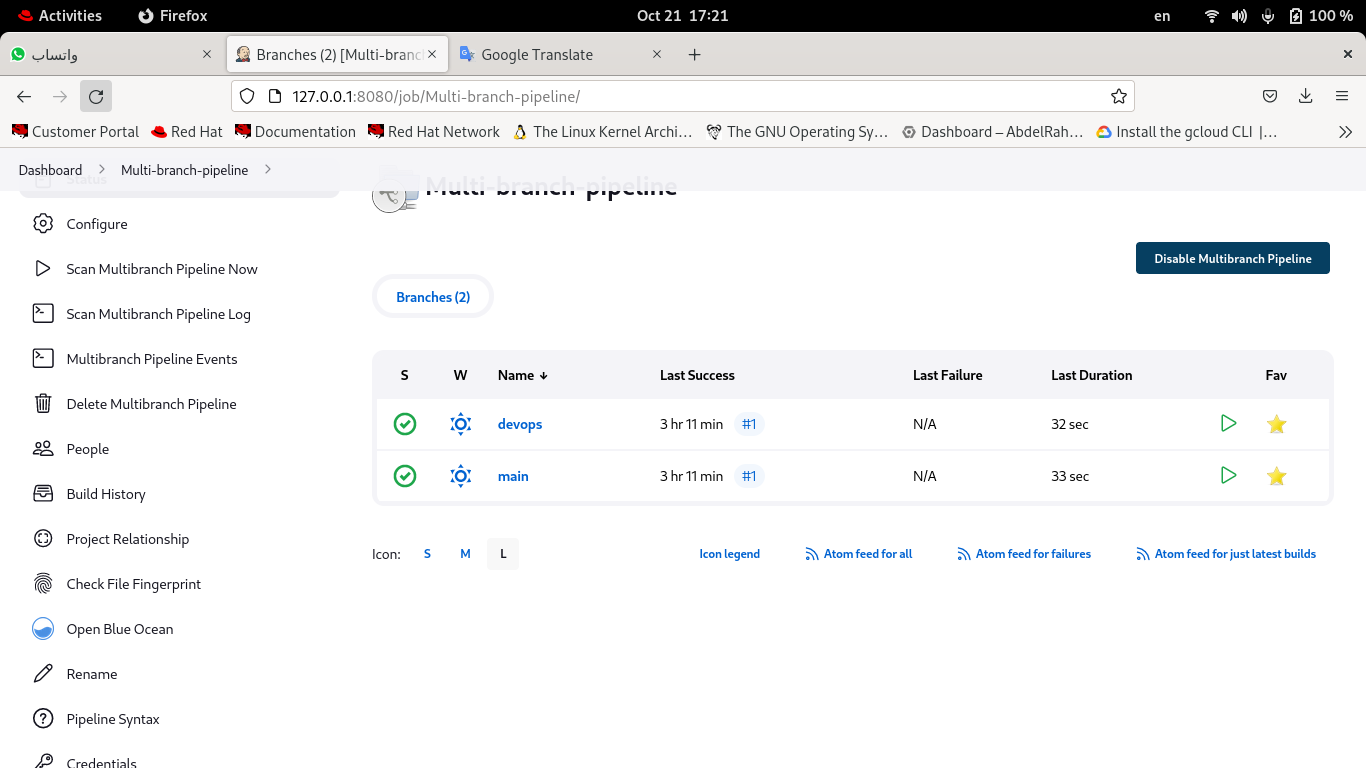 Activities Firefox Oct 21 17:21 en 100 %
واتساب Branches (2) [Multi-branc Google Translate
127.0.0.1:8080/job/Multi-branch-pipeline/
Customer Portal Red Hat Documentation Red Hat Network The Linux Kernel Archi… The GNU Operating Sy… Dashboard – AbdelRah… Install the gcloud CLI |…
Dashboard Multi-branch-pipeline
Status
Multi-branch-pipeline
Configure
Disable Multibranch Pipeline
Scan Multibranch Pipeline Now
Branches (2)
Scan Multibranch Pipeline Log
Multibranch Pipeline Events
S W Name ↓ Last Success Last Failure Last Duration Fav
Delete Multibranch Pipeline
devops 3 hr 11 min #1 N/A 32 sec
People
main 3 hr 11 min #1 N/A 33 sec
Build History
Project Relationship
Icon: S M L Icon legend Atom feed for all Atom feed for failures Atom feed for just latest builds
Check File Fingerprint
Open Blue Ocean
Rename
Pipeline Syntax
Credentials